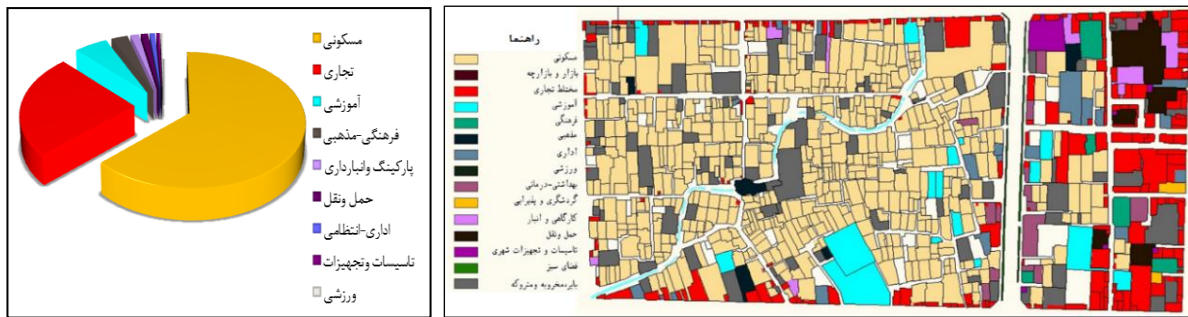 مسکونی
تجاری
آموزشی
فرهنگی-مذهبی
پارکینگ وانبارداری
حمل ونقل
اداری-انتظامی
تاسیسات وتجهیزات
ورزشی
راهنما
مسکونی
بازار و بازارچه
مختلط تجاری
آموزشی
فرهنگی
مذهبی
اداری
ورزشی
بهداشتی-درمانی
گردشگری و پذیرایی
کارگاهی و انبار
حمل ونقل
تاسیسات و تجهیزات شهری
فضای سبز
بایر،مخروبه ومتروکه